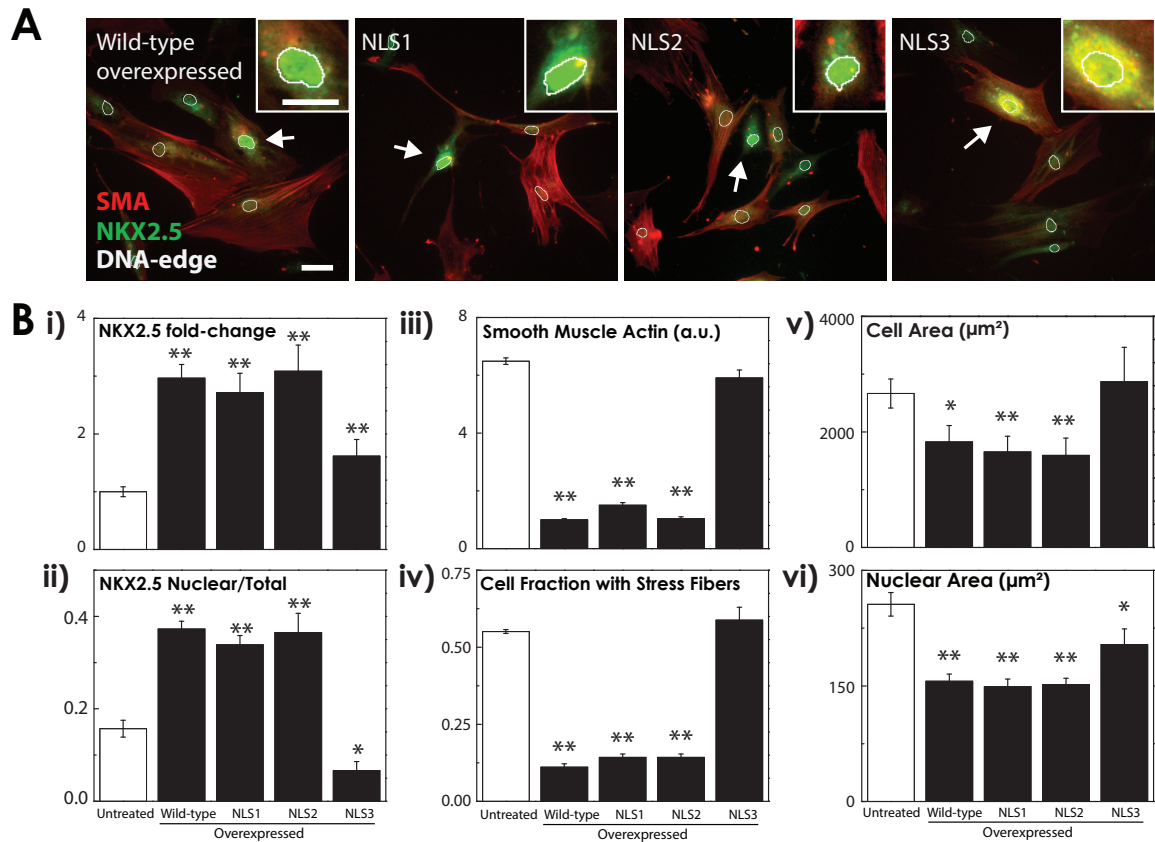 A
Wild-type
overexpressed
SMA
NKX2.5
DNA-edge
NLS1
NLS2
NLS3
B
i)
NKX2.5 fold-change
4
2
0
**
**
**
**
ii)
NKX2.5 Nuclear/Total
0.4
0.2
0.0
**
**
**
*
Untreated Wild-type NLS1 NLS2 NLS3
Overexpressed
iii)
Smooth Muscle Actin (a.u.)
6
6
0
**
**
**
iv)
Cell Fraction with Stress Fibers
0.75
0.50
0.25
0.00
**
**
**
Untreated Wild-type NLS1 NLS2 NLS3
Overexpressed
v)
Cell Area (µm²)
4000
2000
0
*
**
**
vi)
Nuclear Area (µm²)
300
150
0
**
**
**
*
Untreated Wild-type NLS1 NLS2 NLS3
Overexpressed